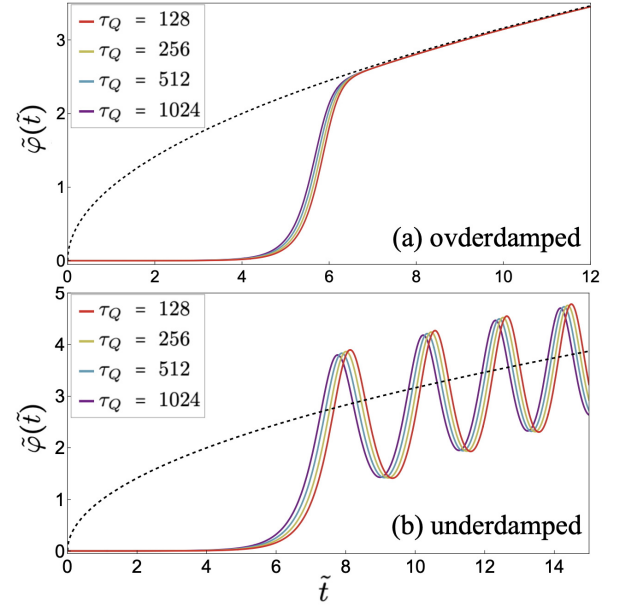 3
2
1
0
φ̃(t̃)
τ_Q = 128
τ_Q = 256
τ_Q = 512
τ_Q = 1024
(a) ovderdamped
0 2 4 6 8 10 12
5
4
3
2
1
0
φ̃(t̃)
τ_Q = 128
τ_Q = 256
τ_Q = 512
τ_Q = 1024
(b) underdamped
0 2 4 6 8 10 12 14
t̃